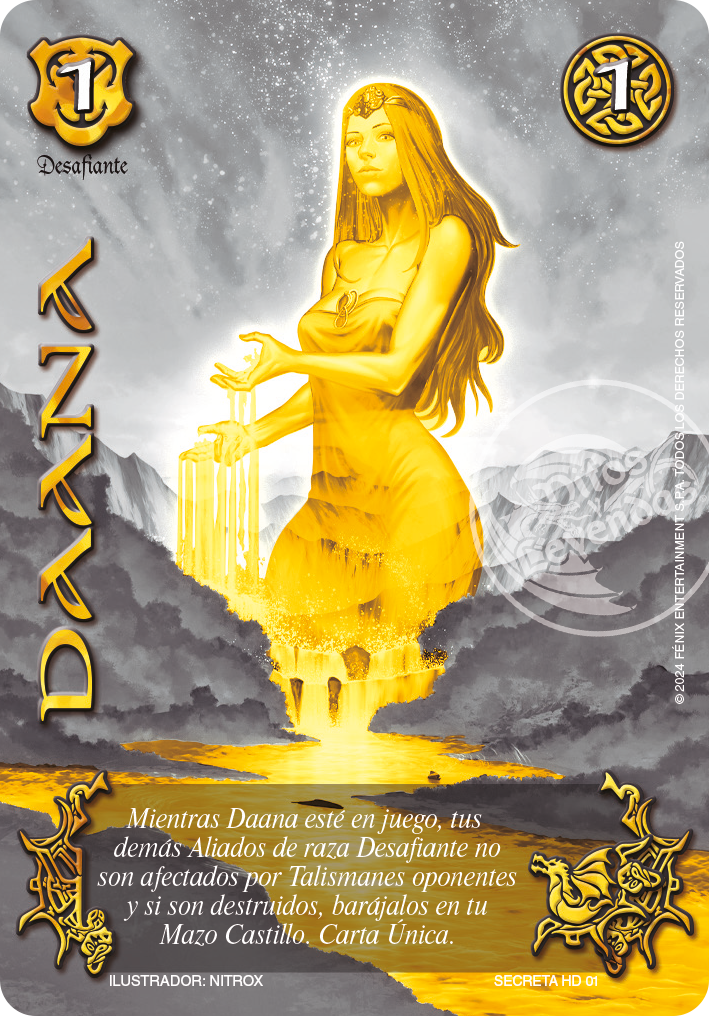 1
1
Desafiante
DAANA
© 2024 FÉNIX ENTERTAINMENT S.P.A. TODOS LOS DERECHOS RESERVADOS
Mitos
Leyendas
Mientras Daana esté en juego, tus
demás Aliados de raza Desafiante no
son afectados por Talismanes oponentes
y si son destruidos, barájalos en tu
Mazo Castillo. Carta Única.
ILUSTRADOR: NITROX
SECRETA HD 01